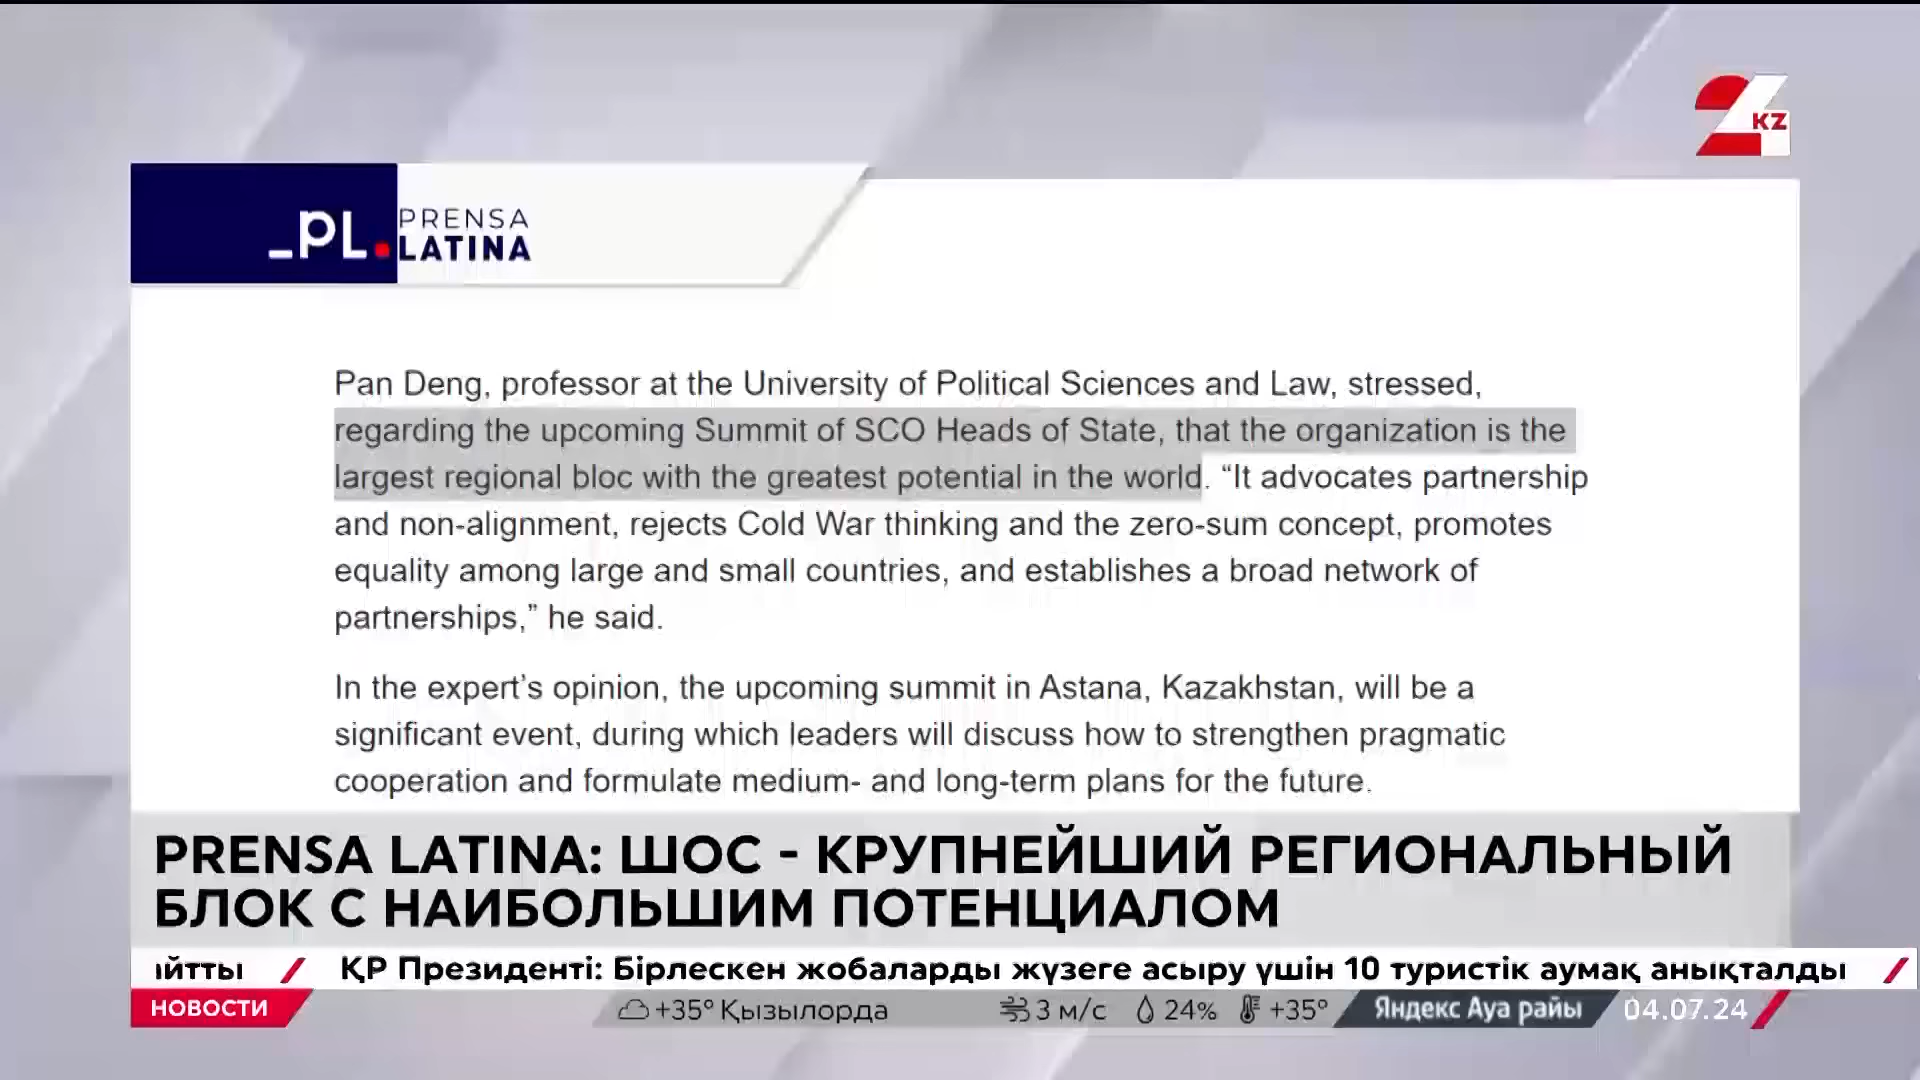 24 KZ
_PL. PRENSA
LATINA
Pan Deng, professor at the University of Political Sciences and Law, stressed,
regarding the upcoming Summit of SCO Heads of State, that the organization is the
largest regional bloc with the greatest potential in the world. “It advocates partnership
and non-alignment, rejects Cold War thinking and the zero-sum concept, promotes
equality among large and small countries, and establishes a broad network of
partnerships,” he said.
In the expert’s opinion, the upcoming summit in Astana, Kazakhstan, will be a
significant event, during which leaders will discuss how to strengthen pragmatic
cooperation and formulate medium- and long-term plans for the future.
PRENSA LATINA: ШОС - КРУПНЕЙШИЙ РЕГИОНАЛЬНЫЙ
БЛОК С НАИБОЛЬШИМ ПОТЕНЦИАЛОМ
йтты / ҚР Президенті: Бірлескен жобаларды жүзеге асыру үшін 10 туристік аумақ анықталды /
НОВОСТИ +35° Қызылорда 3 м/с 24% +35° Яндекс Ауа райы 04.07.24